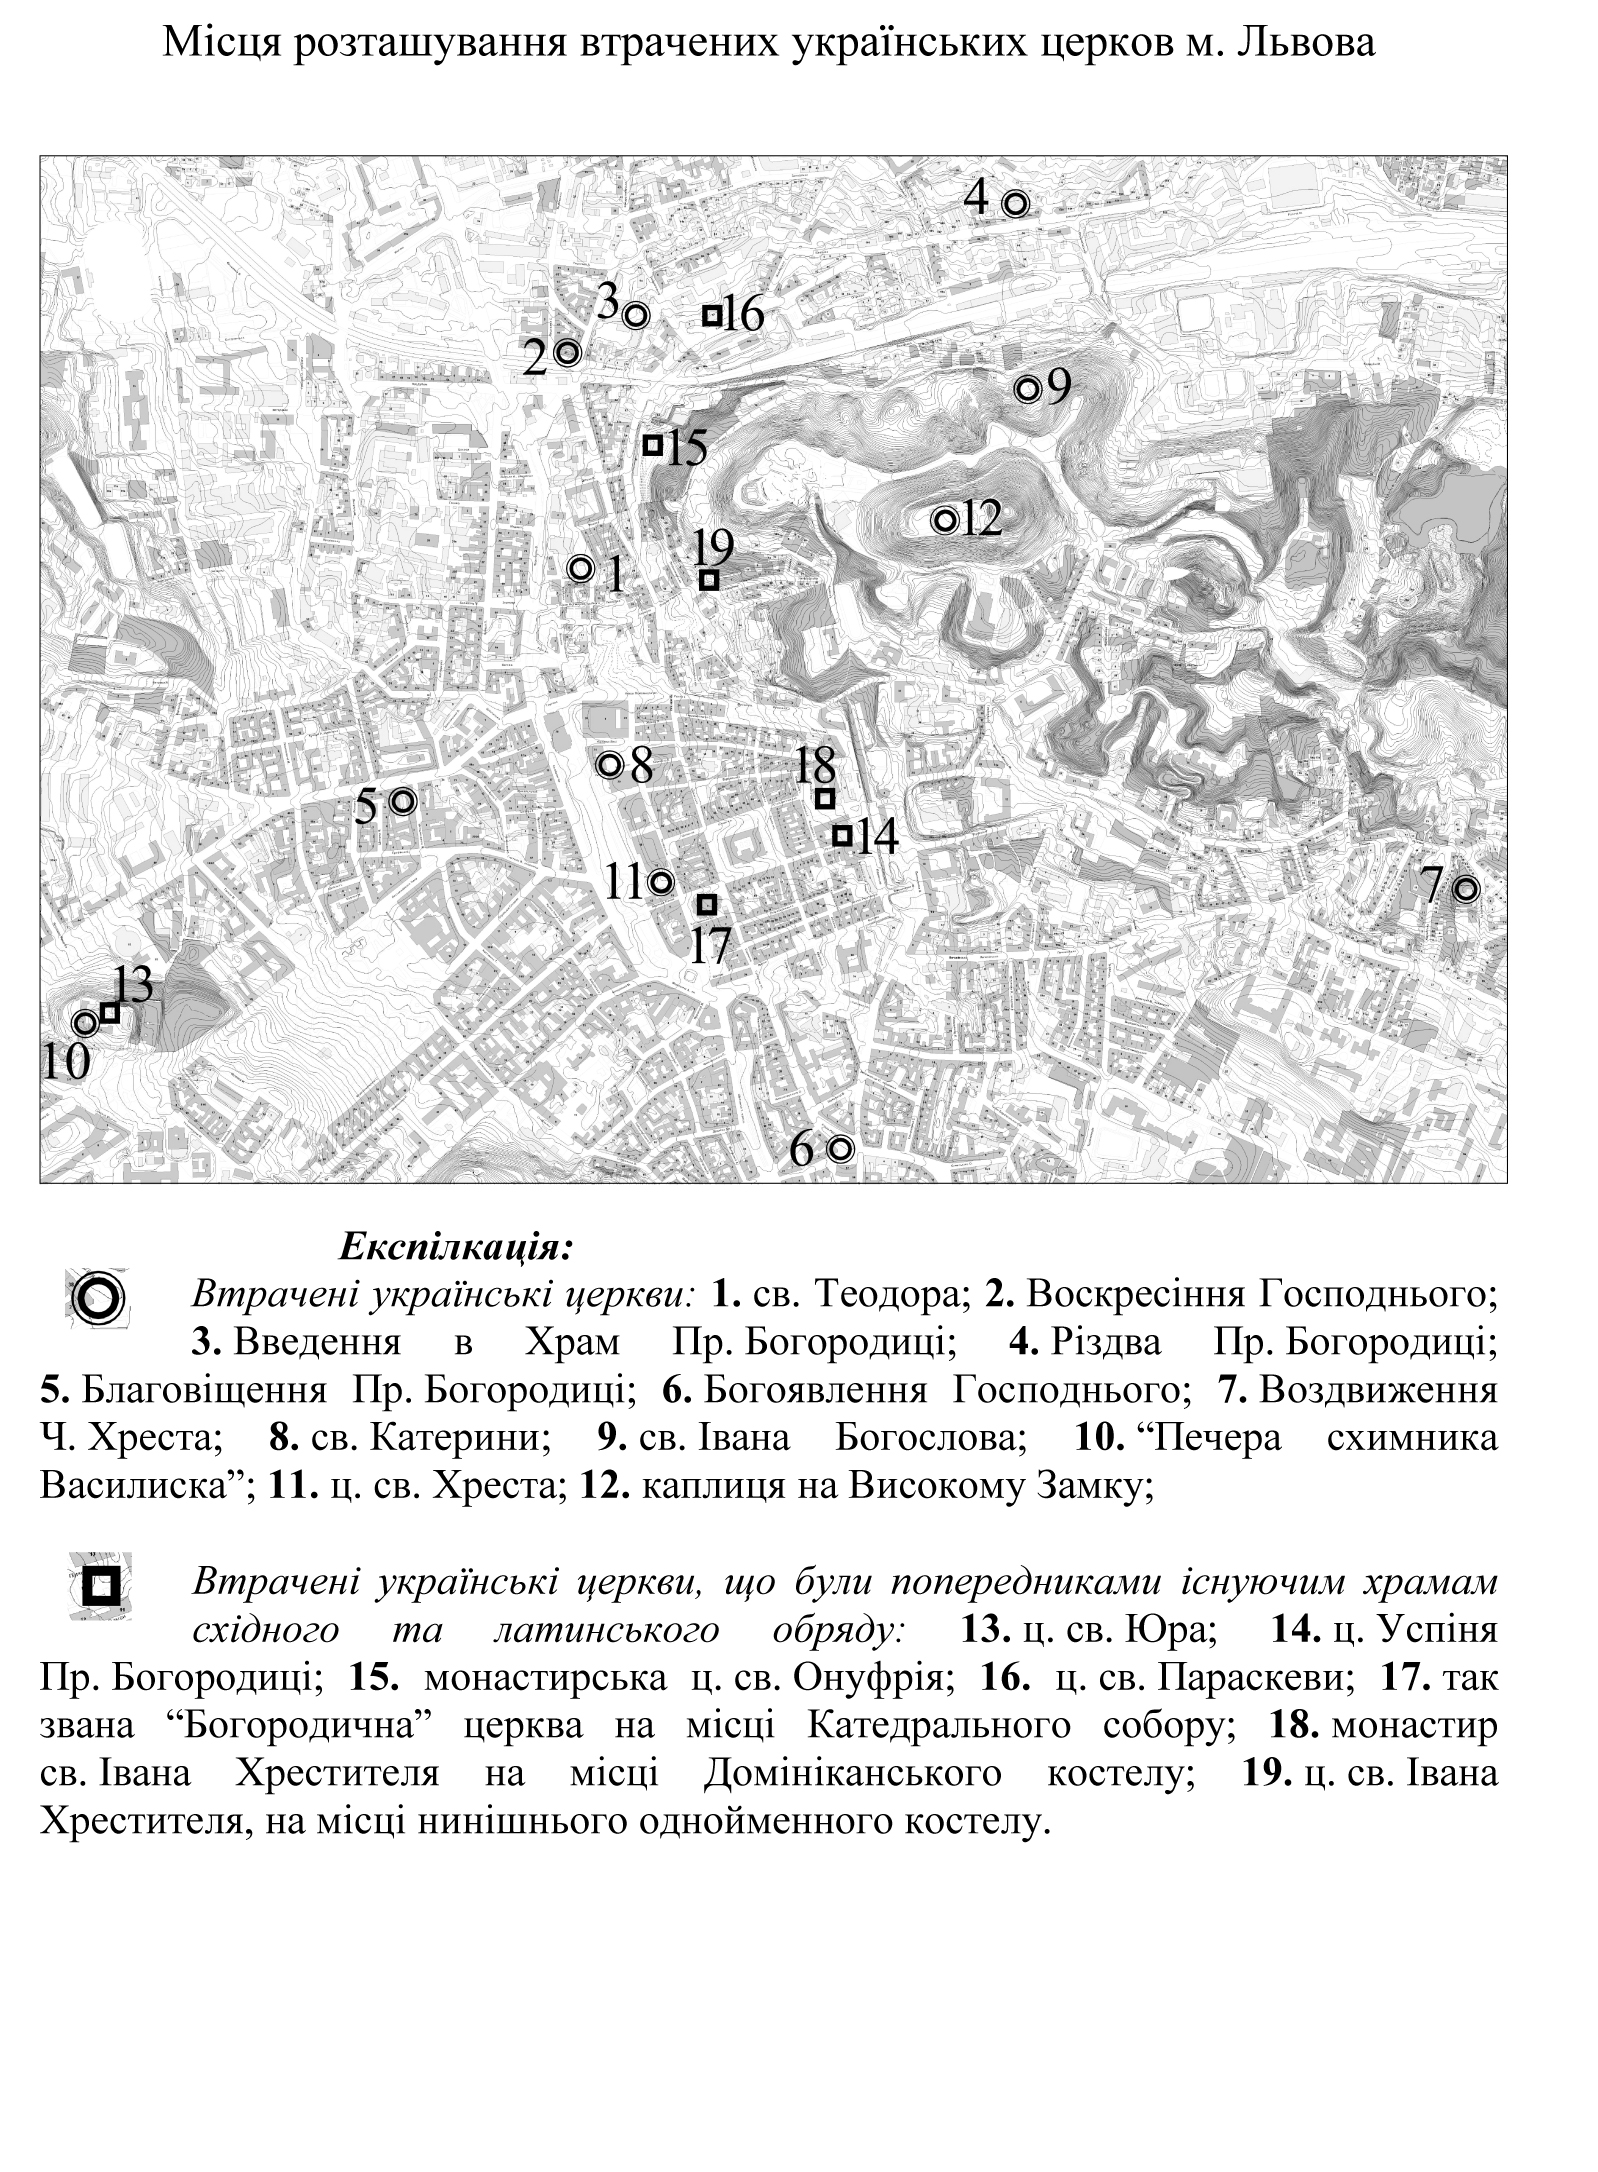 Місця розташування втрачених українських церков м. Львова
4
3
16
2
9
15
12
19
1
8
18
5
14
11
7
17
13
10
6
Експілкація:
Втрачені українські церкви: 1. св. Теодора; 2. Воскресіння Господнього;
3. Введення в Храм Пр. Богородиці; 4. Різдва Пр. Богородиці;
5. Благовіщення Пр. Богородиці; 6. Богоявлення Господнього; 7. Воздвиження
Ч. Хреста; 8. св. Катерини; 9. св. Івана Богослова; 10. “Печера схимника
Василиска”; 11. ц. св. Хреста; 12. каплиця на Високому Замку;
Втрачені українські церкви, що були попередниками існуючим храмам
східного та латинського обряду: 13. ц. св. Юра; 14. ц. Успіня
Пр. Богородиці; 15. монастирська ц. св. Онуфрія; 16. ц. св. Параскеви; 17. так
звана “Богородична” церква на місці Катедрального собору; 18. монастир
св. Івана Хрестителя на місці Домініканського костелу; 19. ц. св. Івана
Хрестителя, на місці нинішнього однойменного костелу.